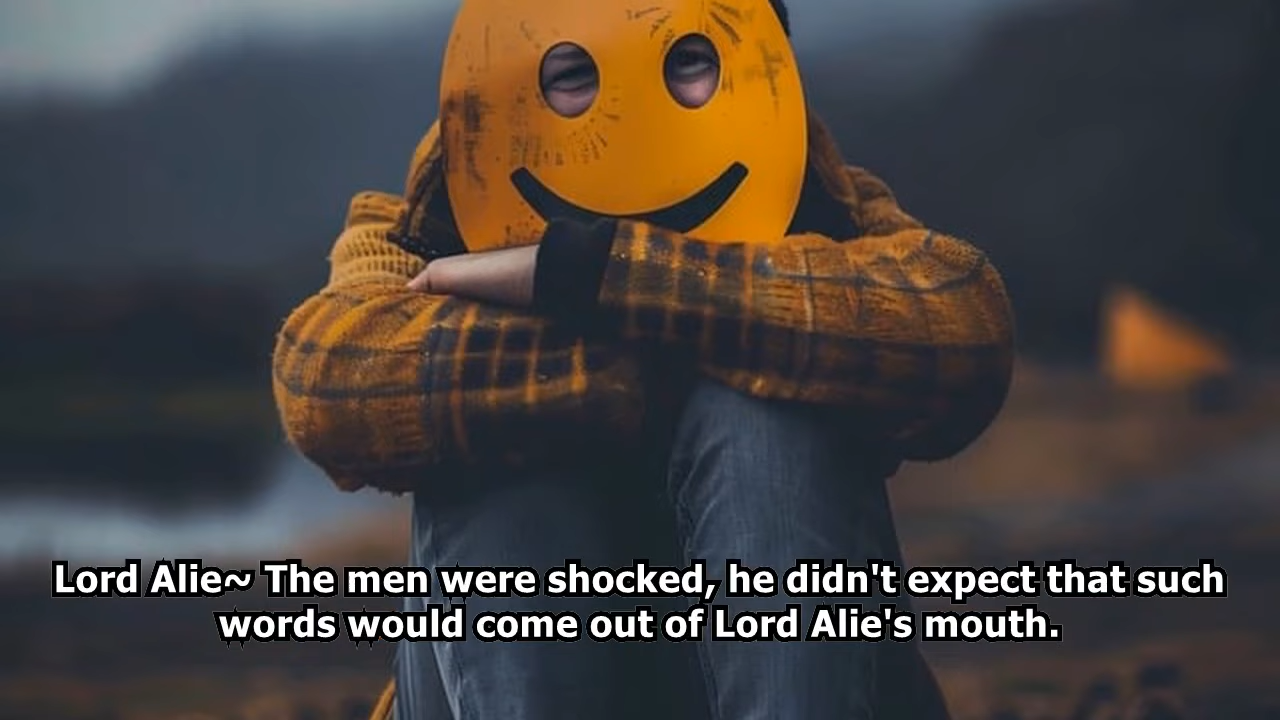 Lord Alie~ The men were shocked, he didn't expect that such
words would come out of Lord Alie's mouth.